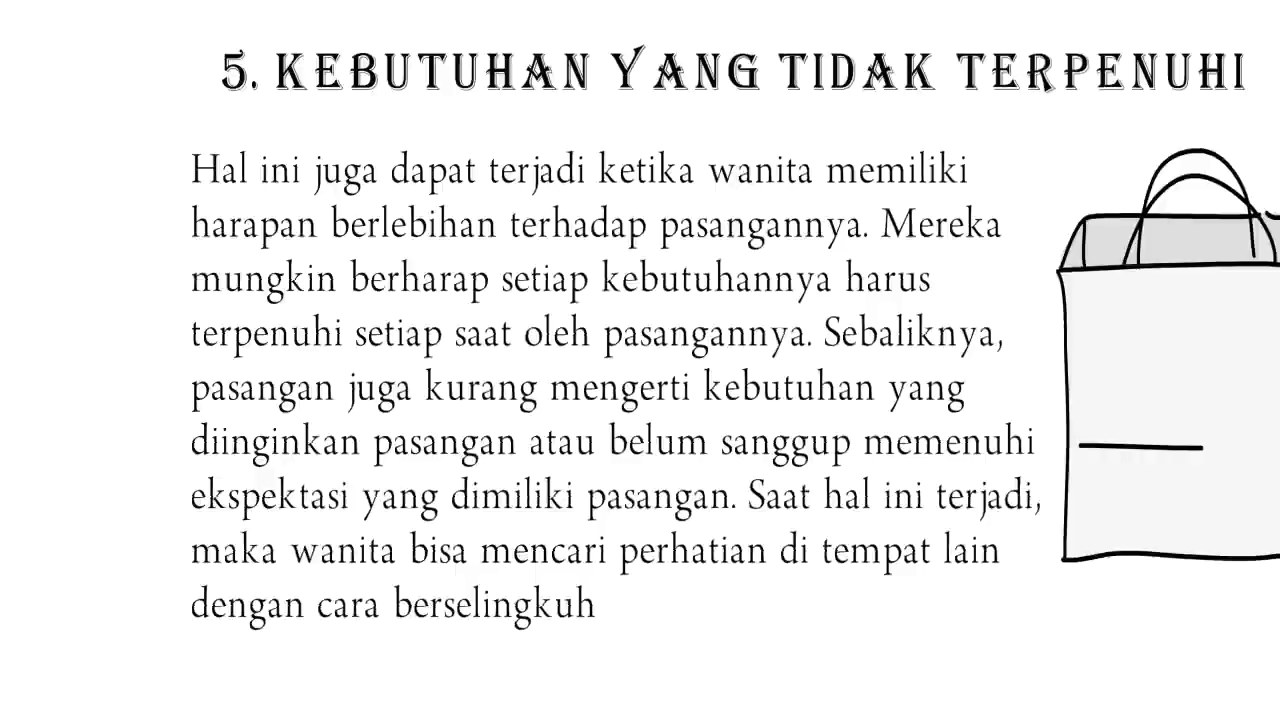 5. KEBUTUHAN YANG TIDAK TERPENUHI
Hal ini juga dapat terjadi ketika wanita memiliki
harapan berlebihan terhadap pasangannya. Mereka
mungkin berharap setiap kebutuhannya harus
terpenuhi setiap saat oleh pasangannya. Sebaliknya,
pasangan juga kurang mengerti kebutuhan yang
diinginkan pasangan atau belum sanggup memenuhi
ekspektasi yang dimiliki pasangan. Saat hal ini terjadi,
maka wanita bisa mencari perhatian di tempat lain
dengan cara berselingkuh